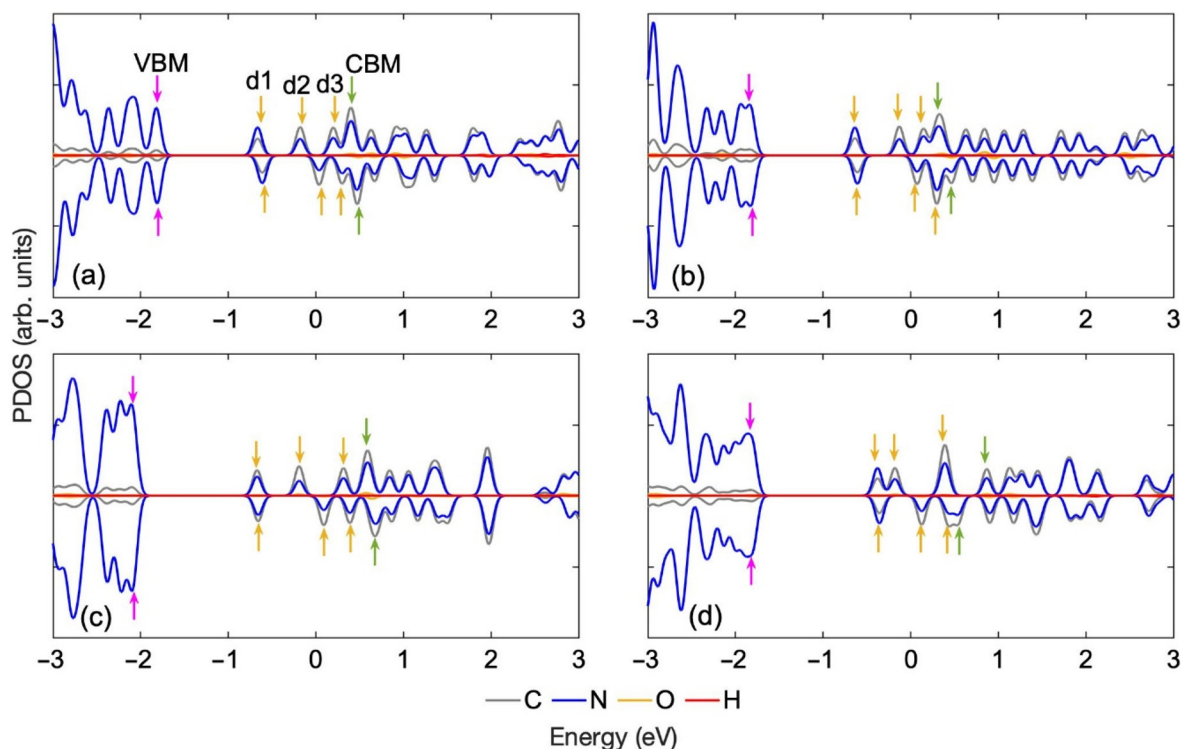 VBM
CBM
d1 d2 d3
(a)
(b)
−3 −2 −1 0 1 2 3
−3 −2 −1 0 1 2 3
PDOS (arb. units)
(c)
(d)
−3 −2 −1 0 1 2 3
−3 −2 −1 0 1 2 3
C N O H
Energy (eV)